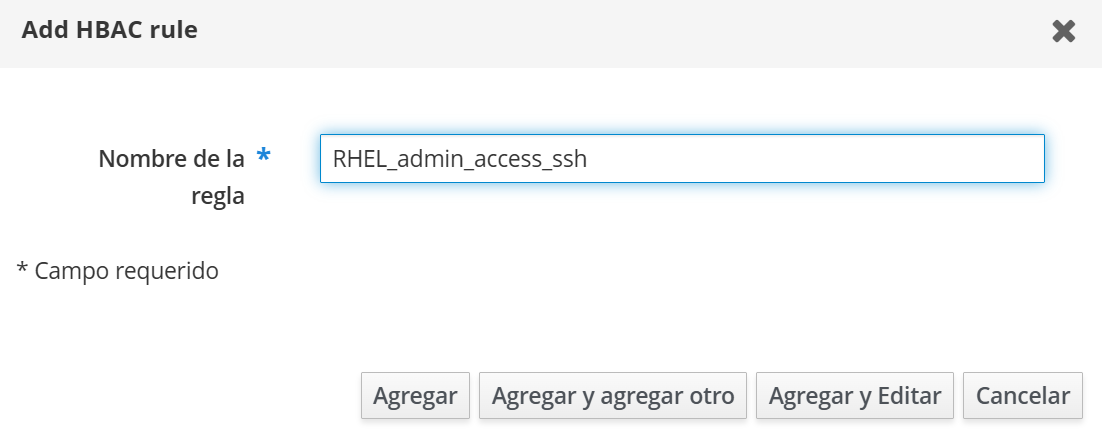 Add HBAC rule
Nombre de la *
regla
RHEL_admin_access_ssh
* Campo requerido
Agregar
Agregar y agregar otro
Agregar y Editar
Cancelar